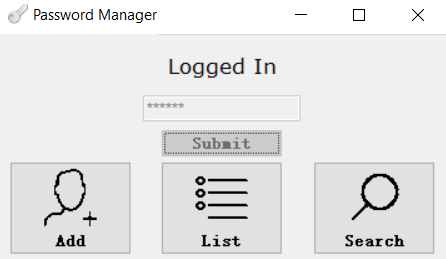 Password Manager
Logged In
******
Submit
Add
List
Search